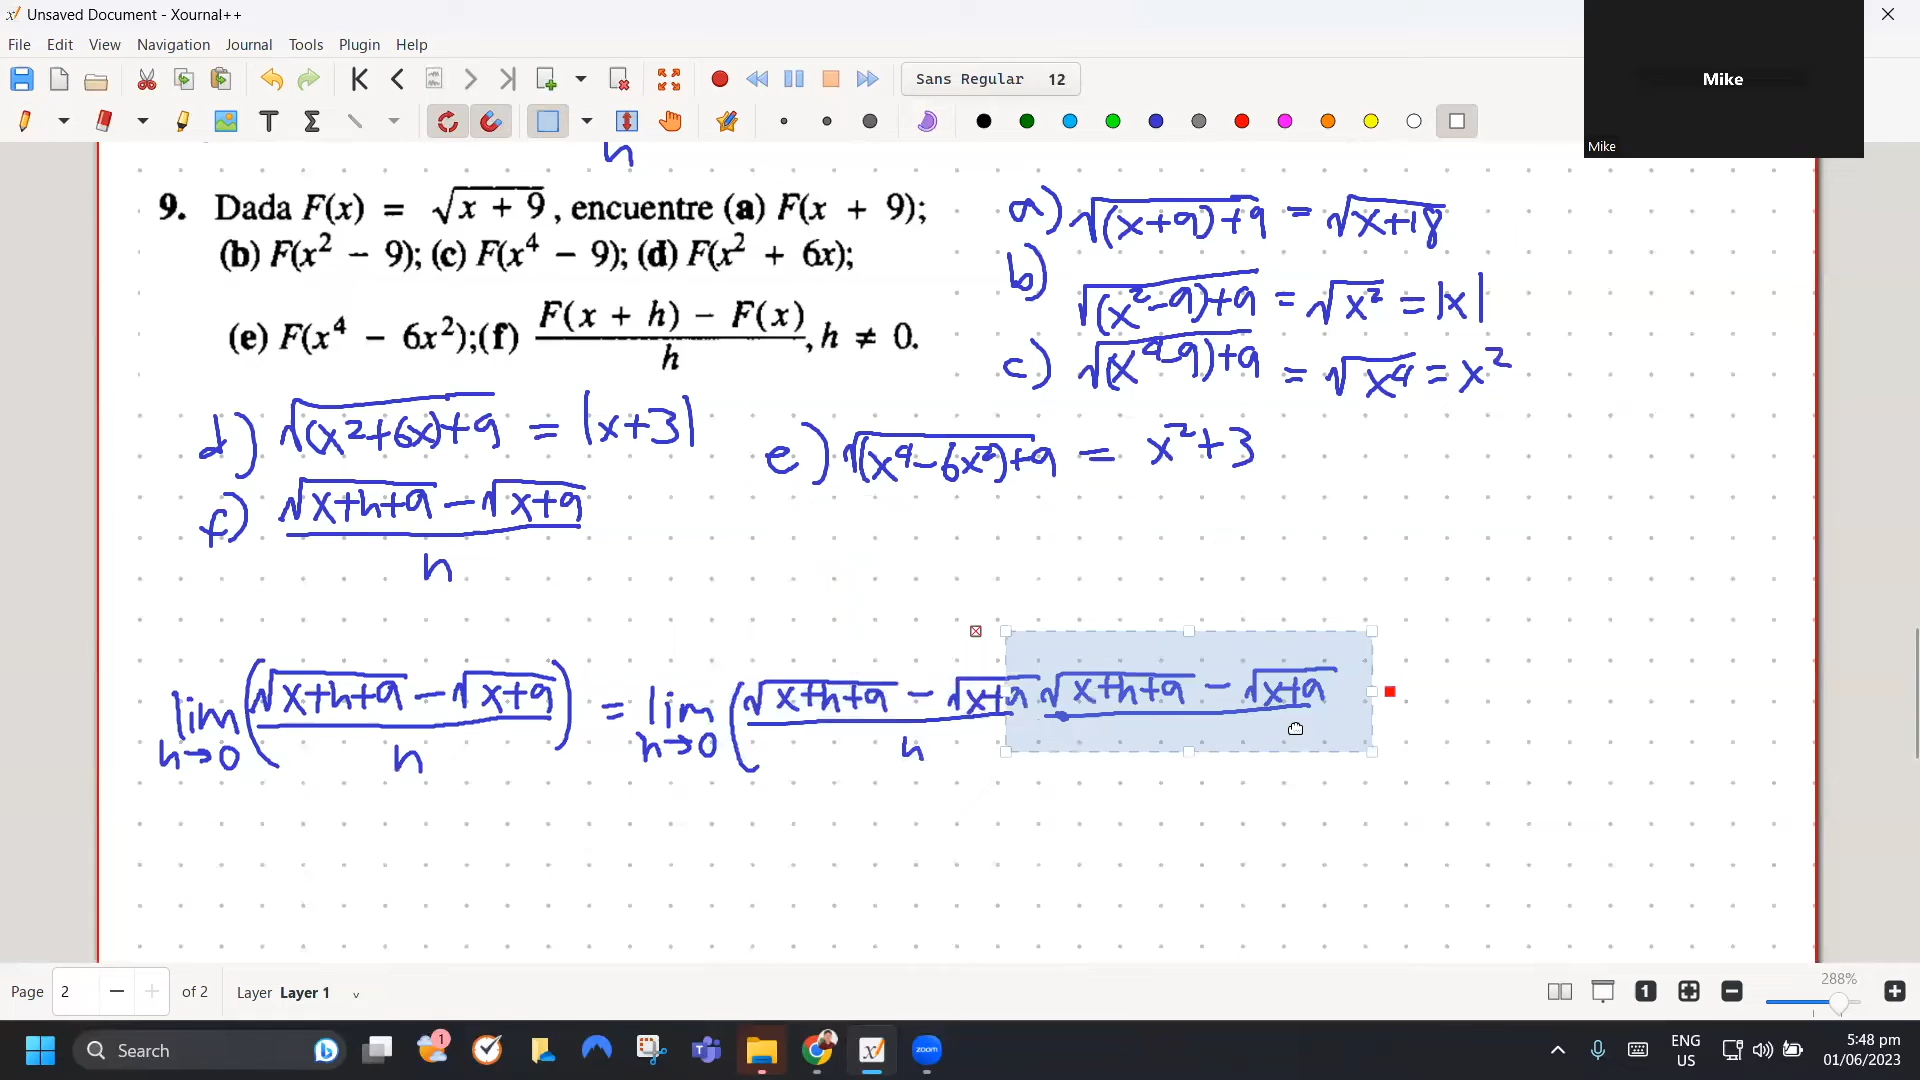 Unsaved Document - Xournal++
File Edit View Navigation Journal Tools Plugin Help
Sans Regular 12
Mike
Mike
h
9. Dada F(x) = √x + 9, encuentre (a) F(x + 9);
(b) F(x² − 9); (c) F(x⁴ − 9); (d) F(x² + 6x);
(e) F(x⁴ − 6x²);(f) F(x + h) − F(x) / h, h ≠ 0.
a) √(x+9)+9 = √x+18
b) √(x²-9)+9 = √x² = |x|
c) √(x⁴-9)+9 = √x⁴ = x²
d) √(x²+6x)+9 = |x+3|
e) √(x⁴-6x²)+9 = x²+3
f) √x+h+9 - √x+9 / h
lim h→0 (√x+h+9 - √x+9 / h) = lim h→0 (√x+h+9 - √x+9 / h √x+h+9 - √x+9
Page 2 of 2 Layer Layer 1 288%
Search
1
zoom
ENG
US
5:48 pm
01/06/2023